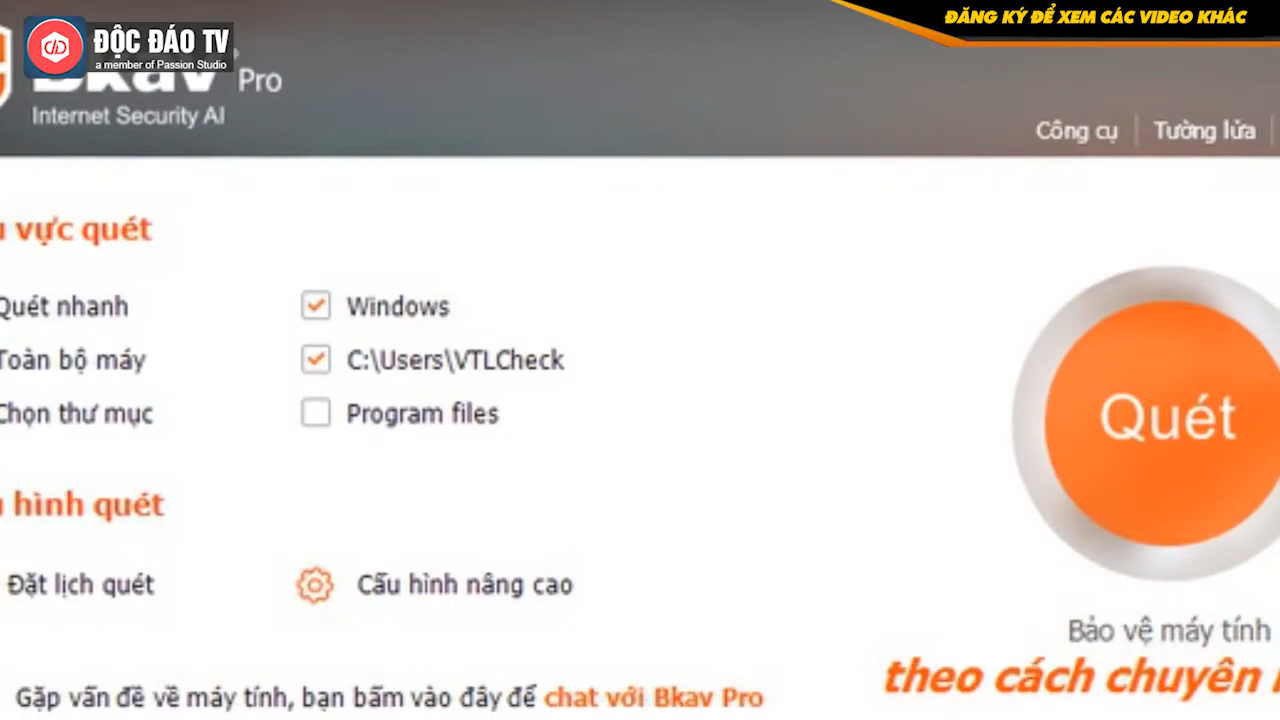 ĐĂNG KÝ ĐỂ XEM CÁC VIDEO KHÁC
ĐỘC ĐÁO TV
a member of Passion Studio
Bkav Pro
Internet Security AI
Công cụ
Tường lửa
vực quét
Quét nhanh
Windows
Toàn bộ máy
C:\Users\VTLCheck
Chọn thư mục
Program files
Quét
hình quét
Đặt lịch quét
Cấu hình nâng cao
Bảo vệ máy tính
theo cách chuyên
Gặp vấn đề về máy tính, bạn bấm vào đây để chat với Bkav Pro